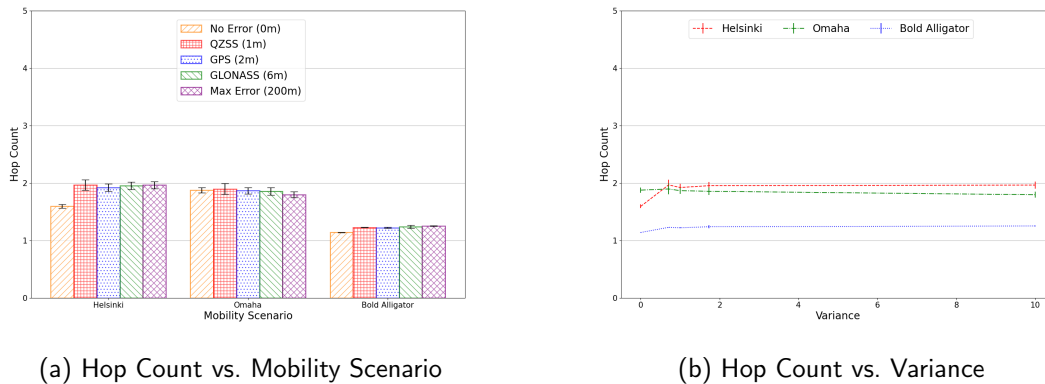 5
4
3
2
1
0
Hop Count
No Error (0m)
QZSS (1m)
GPS (2m)
GLONASS (6m)
Max Error (200m)
Helsinki Omaha Bold Alligator
Mobility Scenario
(a) Hop Count vs. Mobility Scenario
5
4
3
2
1
0
Hop Count
Helsinki Omaha Bold Alligator
0 2 4 6 8 10
Variance
(b) Hop Count vs. Variance